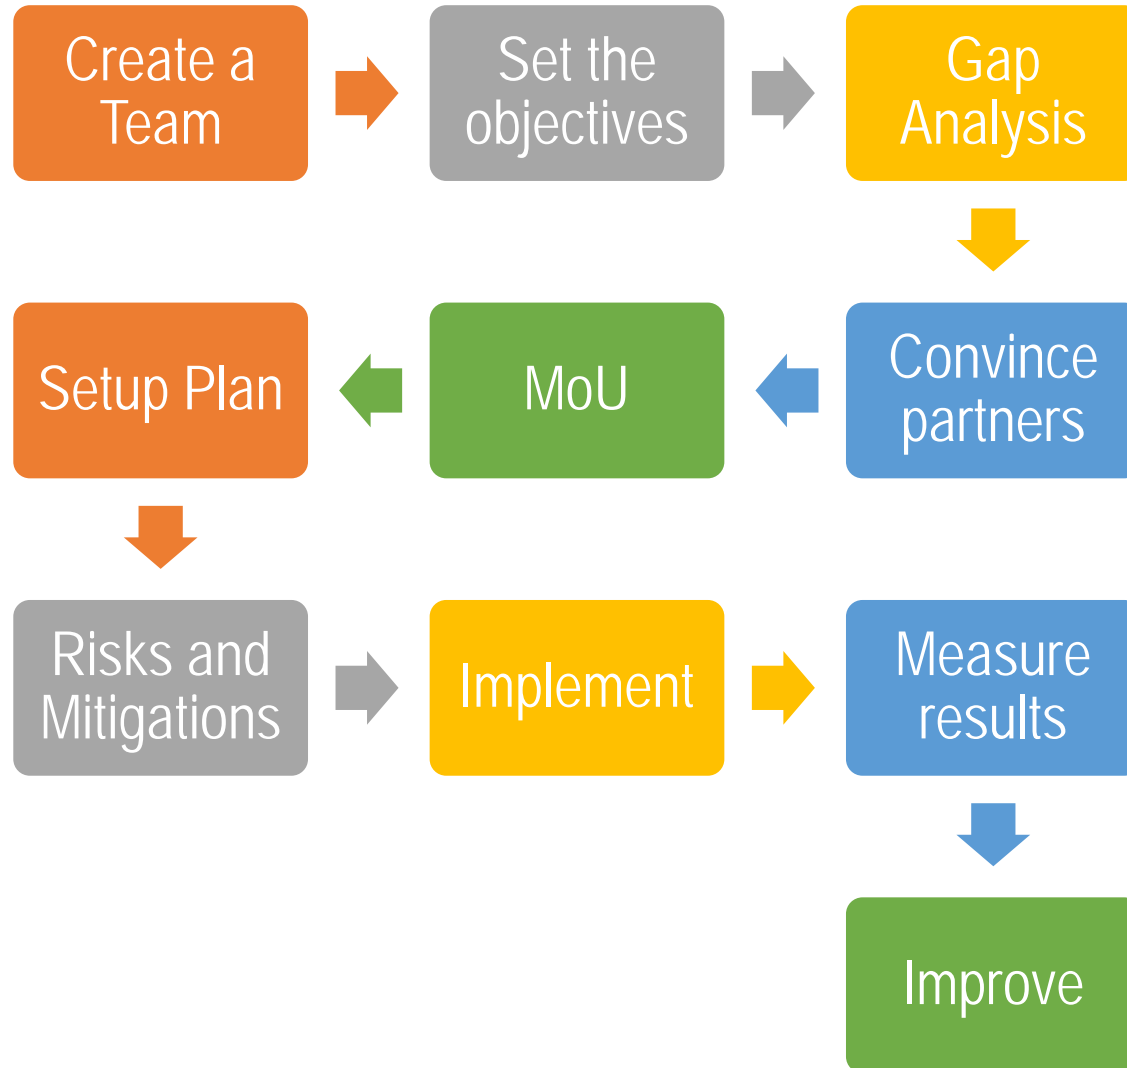 Create a
Team
Set the
objectives
Gap
Analysis
Convince
partners
MoU
Setup Plan
Risks and
Mitigations
Implement
Measure
results
Improve